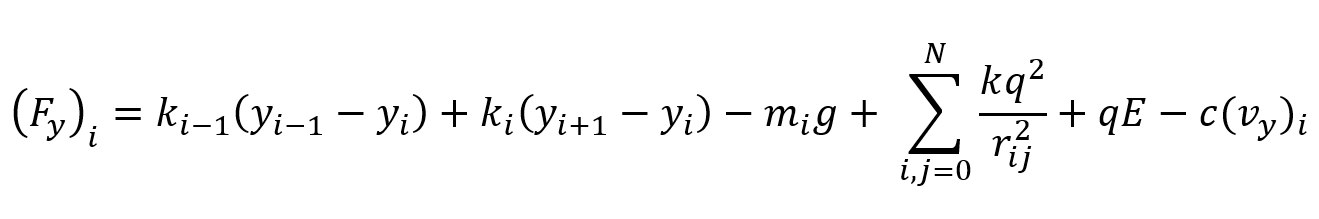 (F_y)_i = k_{i−1}(y_{i−1} − y_i) + k_i(y_{i+1} − y_i) − m_i g + \sum_{i,j=0}^{N} \frac{kq^2}{r_{ij}^2} + qE − c(v_y)_i